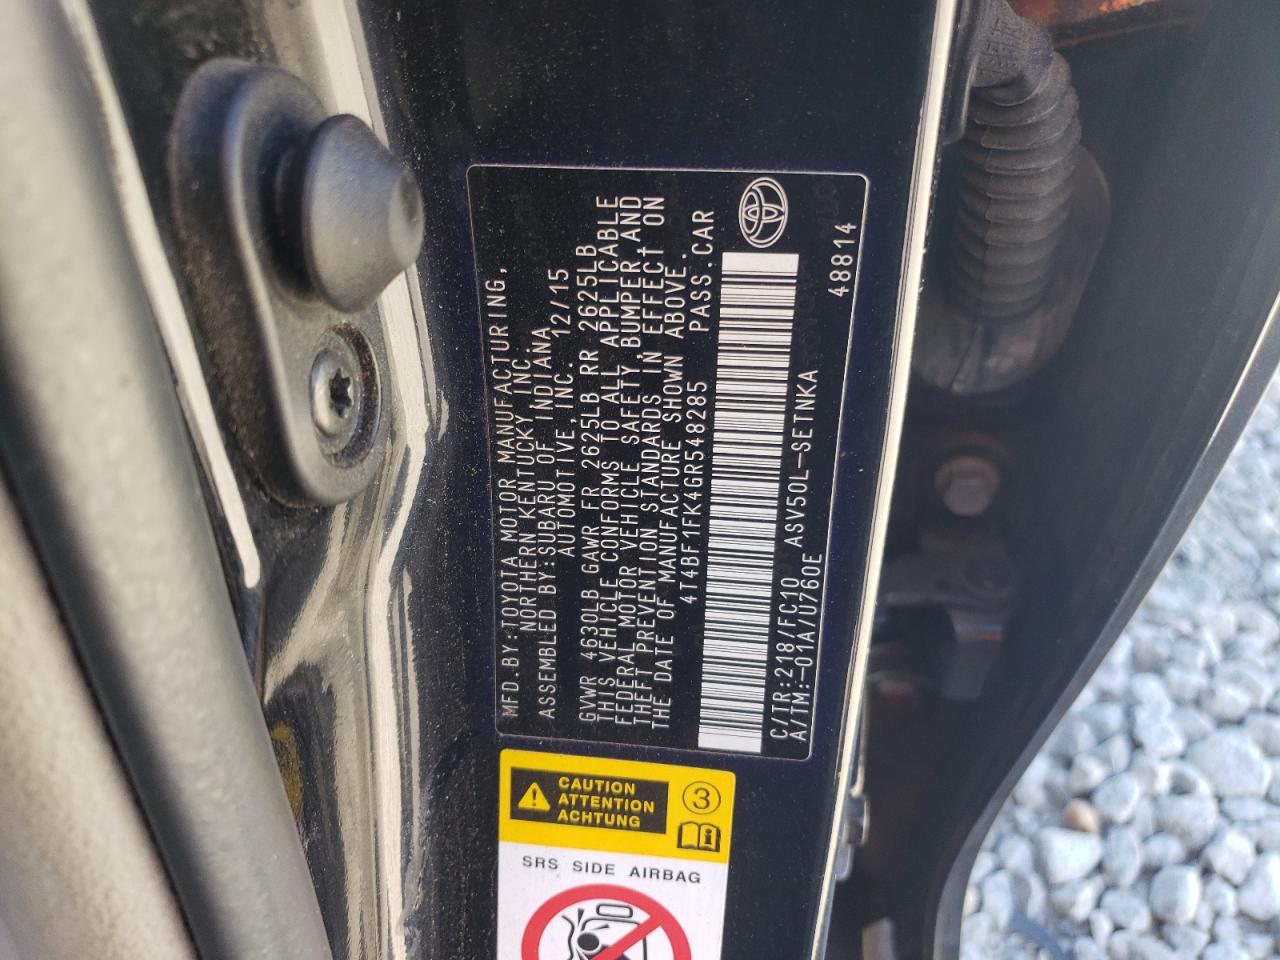 MFD.BY:TOYOTA MOTOR MANUFACTURING,
NORTHERN KENTUCKY, INC.
ASSEMBLED BY:SUBARU OF INDIANA
AUTOMOTIVE,INC. 12/15
GVWR 4630LB GAWR FR 2625LB RR 2625LB
THIS VEHICLE CONFORMS TO ALL APPLICABLE
FEDERAL MOTOR VEHICLE SAFETY,BUMPER AND
THEFT PREVENTION STANDARDS IN EFFECT ON
THE DATE OF MANUFACTURE SHOWN ABOVE.
4T4BF1FK4GR548285 PASS.CAR
C/TR:218/FC10 ASV50L-SETNKA
A/TM:-01A/U760E
48814
CAUTION
ATTENTION
ACHTUNG
3
SRS SIDE AIRBAG